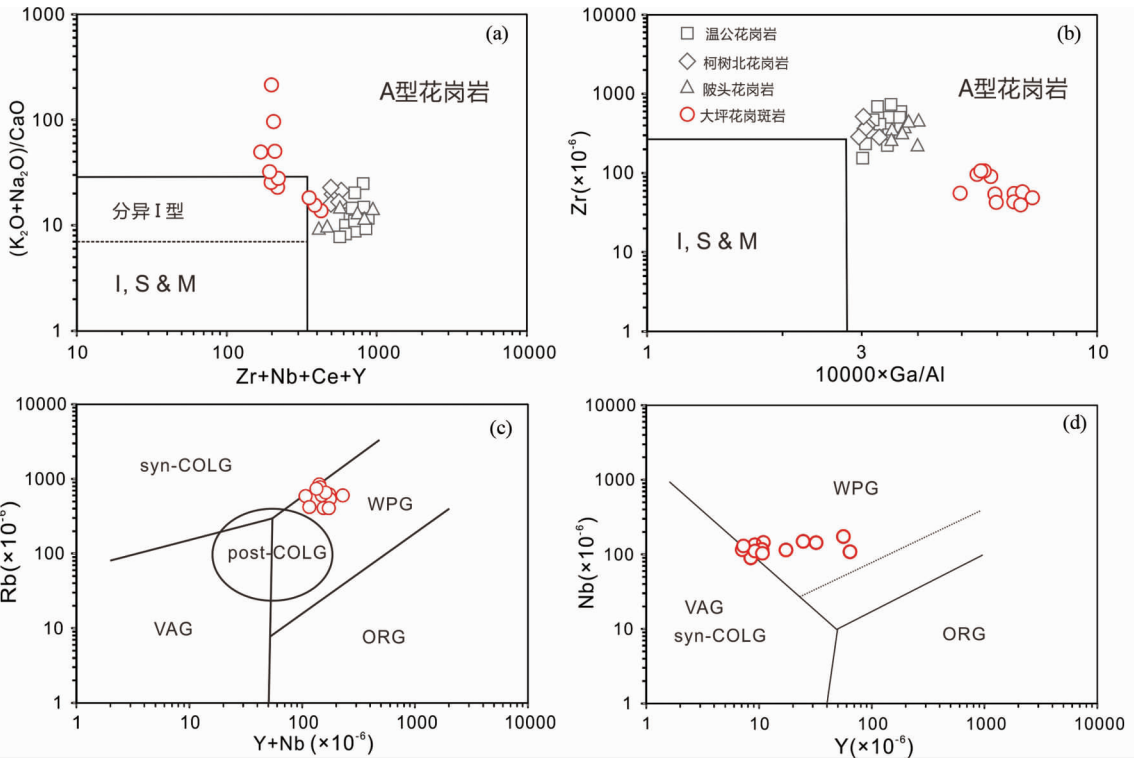 (a)
1000
100
10
1
(K₂O+Na₂O)/CaO
A型花岗岩
分异 I 型
I, S & M
10
100
1000
10000
Zr+Nb+Ce+Y
(b)
10000
1000
100
10
1
Zr(×10⁻⁶)
温公花岗岩
柯树北花岗岩
陂头花岗岩
大坪花岗斑岩
A型花岗岩
I, S & M
1
3
10
10000×Ga/Al
(c)
10000
1000
100
10
1
Rb(×10⁻⁶)
syn-COLG
WPG
post-COLG
VAG
ORG
1
10
100
1000
10000
Y+Nb (×10⁻⁶)
(d)
10000
1000
100
10
1
Nb(×10⁻⁶)
WPG
VAG
syn-COLG
ORG
1
10
100
1000
10000
Y(×10⁻⁶)